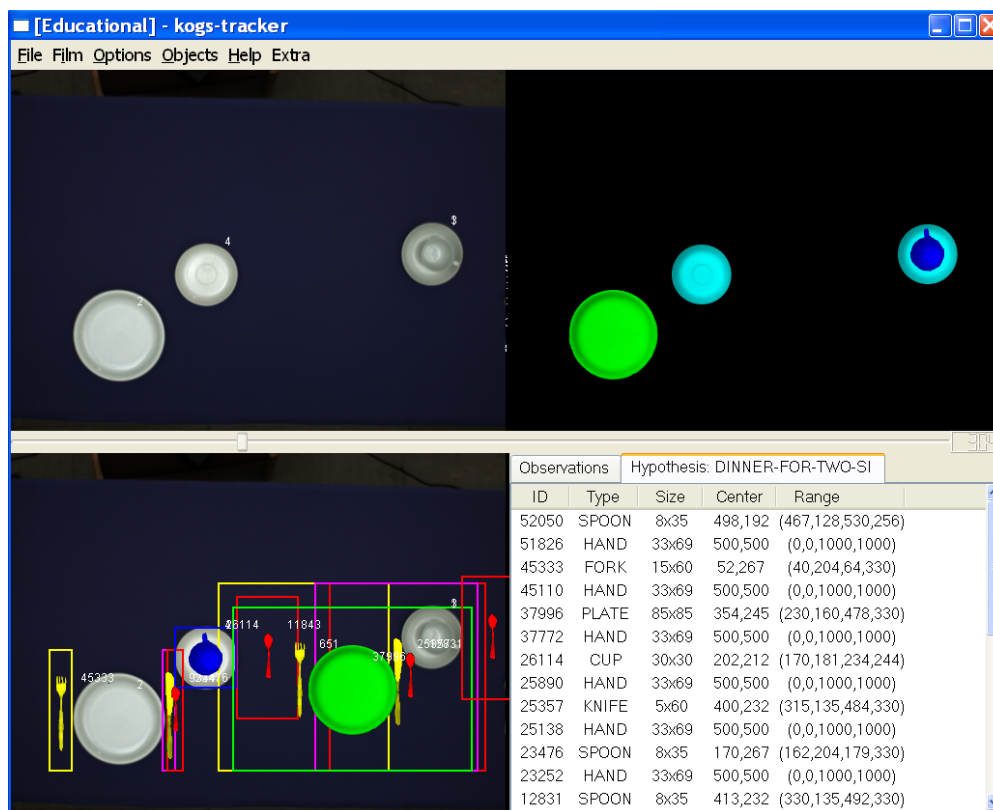 [Educational] - kogs-tracker
File Film Options Objects Help Extra
4
3
2
Observations Hypothesis: DINNER-FOR-TWO-SI
ID Type Size Center Range
52050 SPOON 8x35 498,192 (467,128,530,256)
51826 HAND 33x69 500,500 (0,0,1000,1000)
45333 FORK 15x60 52,267 (40,204,64,330)
45110 HAND 33x69 500,500 (0,0,1000,1000)
37996 PLATE 85x85 354,245 (230,160,478,330)
37772 HAND 33x69 500,500 (0,0,1000,1000)
26114 CUP 30x30 202,212 (170,181,234,244)
25890 HAND 33x69 500,500 (0,0,1000,1000)
25357 KNIFE 5x60 400,232 (315,135,484,330)
25138 HAND 33x69 500,500 (0,0,1000,1000)
23476 SPOON 8x35 170,267 (162,204,179,330)
23252 HAND 33x69 500,500 (0,0,1000,1000)
12831 SPOON 8x35 413,232 (330,135,492,330)
3
26114 11843
651
45333
2